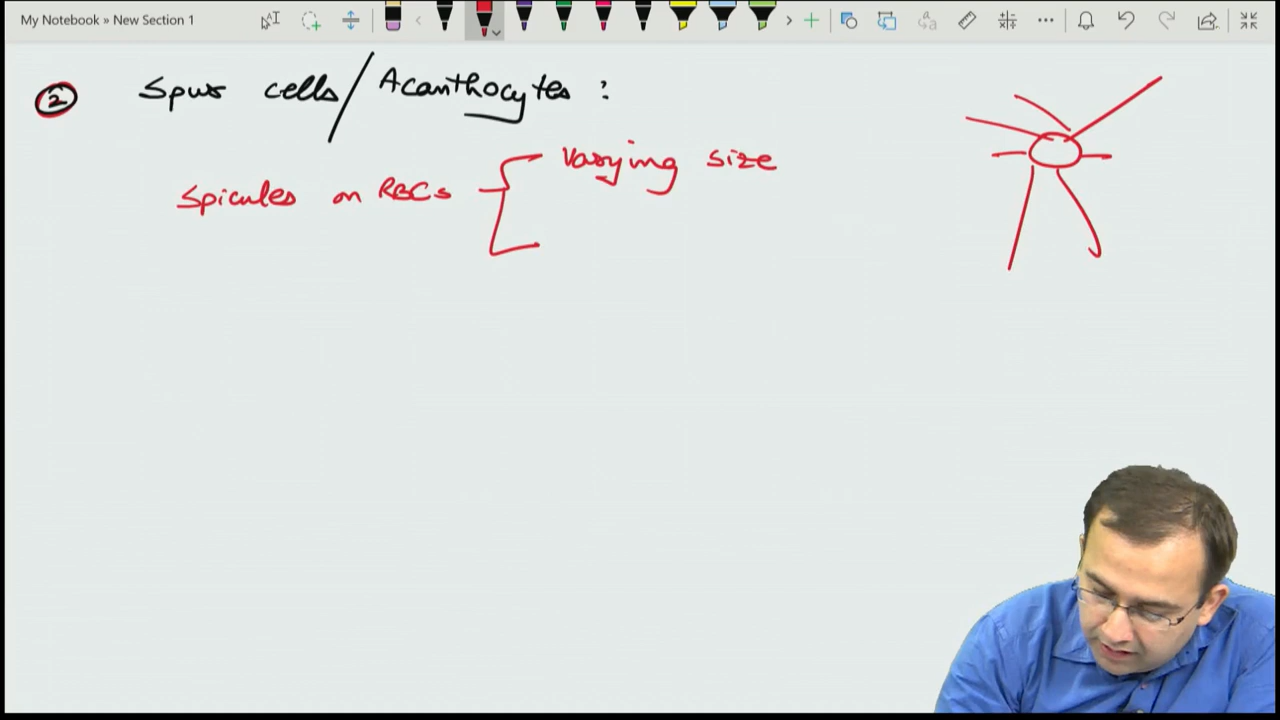 My Notebook » New Section 1
② Spur cells/Acanthocytes :
Spicules on RBCs
varying size